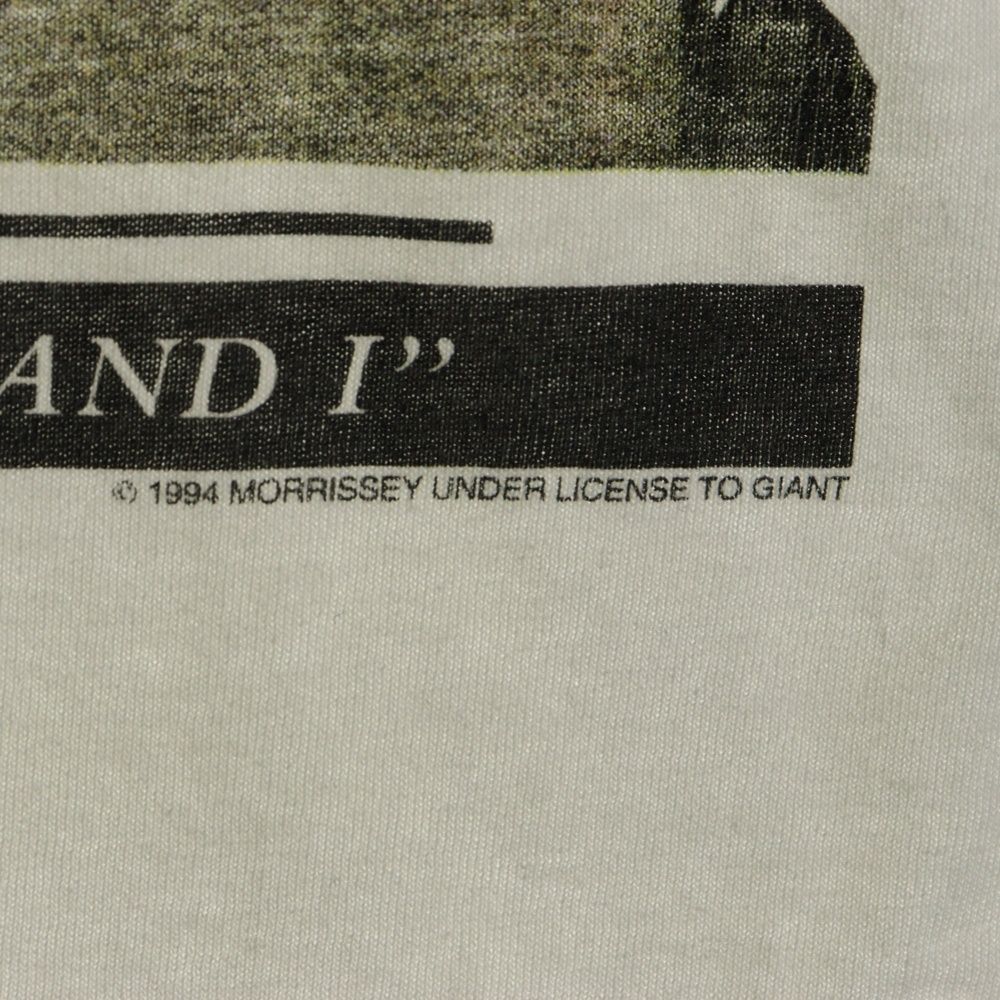 AND I”
© 1994 MORRISSEY UNDER LICENSE TO GIANT